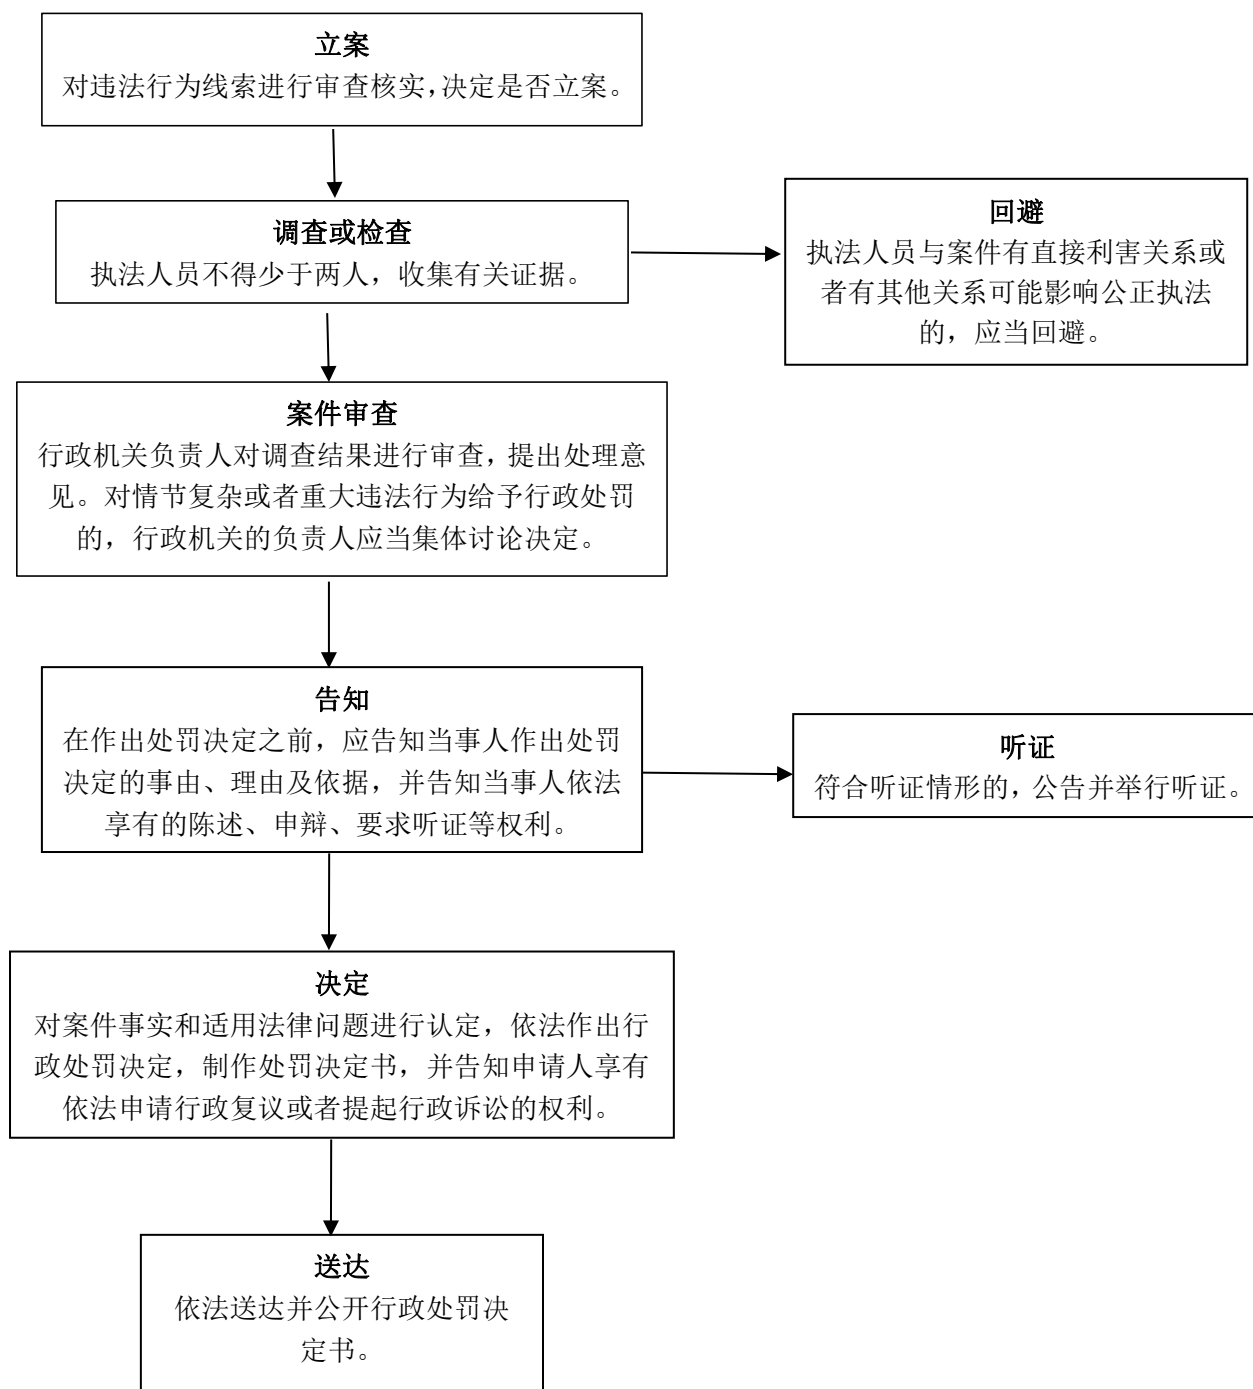 立案
对违法行为线索进行审查核实，决定是否立案。
调查或检查
执法人员不得少于两人，收集有关证据。
回避
执法人员与案件有直接利害关系或
者有其他关系可能影响公正执法
的，应当回避。
案件审查
行政机关负责人对调查结果进行审查，提出处理意
见。对情节复杂或者重大违法行为给予行政处罚
的，行政机关的负责人应当集体讨论决定。
告知
在作出处罚决定之前，应告知当事人作出处罚
决定的事由、理由及依据，并告知当事人依法
享有的陈述、申辩、要求听证等权利。
听证
符合听证情形的，公告并举行听证。
决定
对案件事实和适用法律问题进行认定，依法作出行
政处罚决定，制作处罚决定书，并告知申请人享有
依法申请行政复议或者提起行政诉讼的权利。
送达
依法送达并公开行政处罚决
定书。